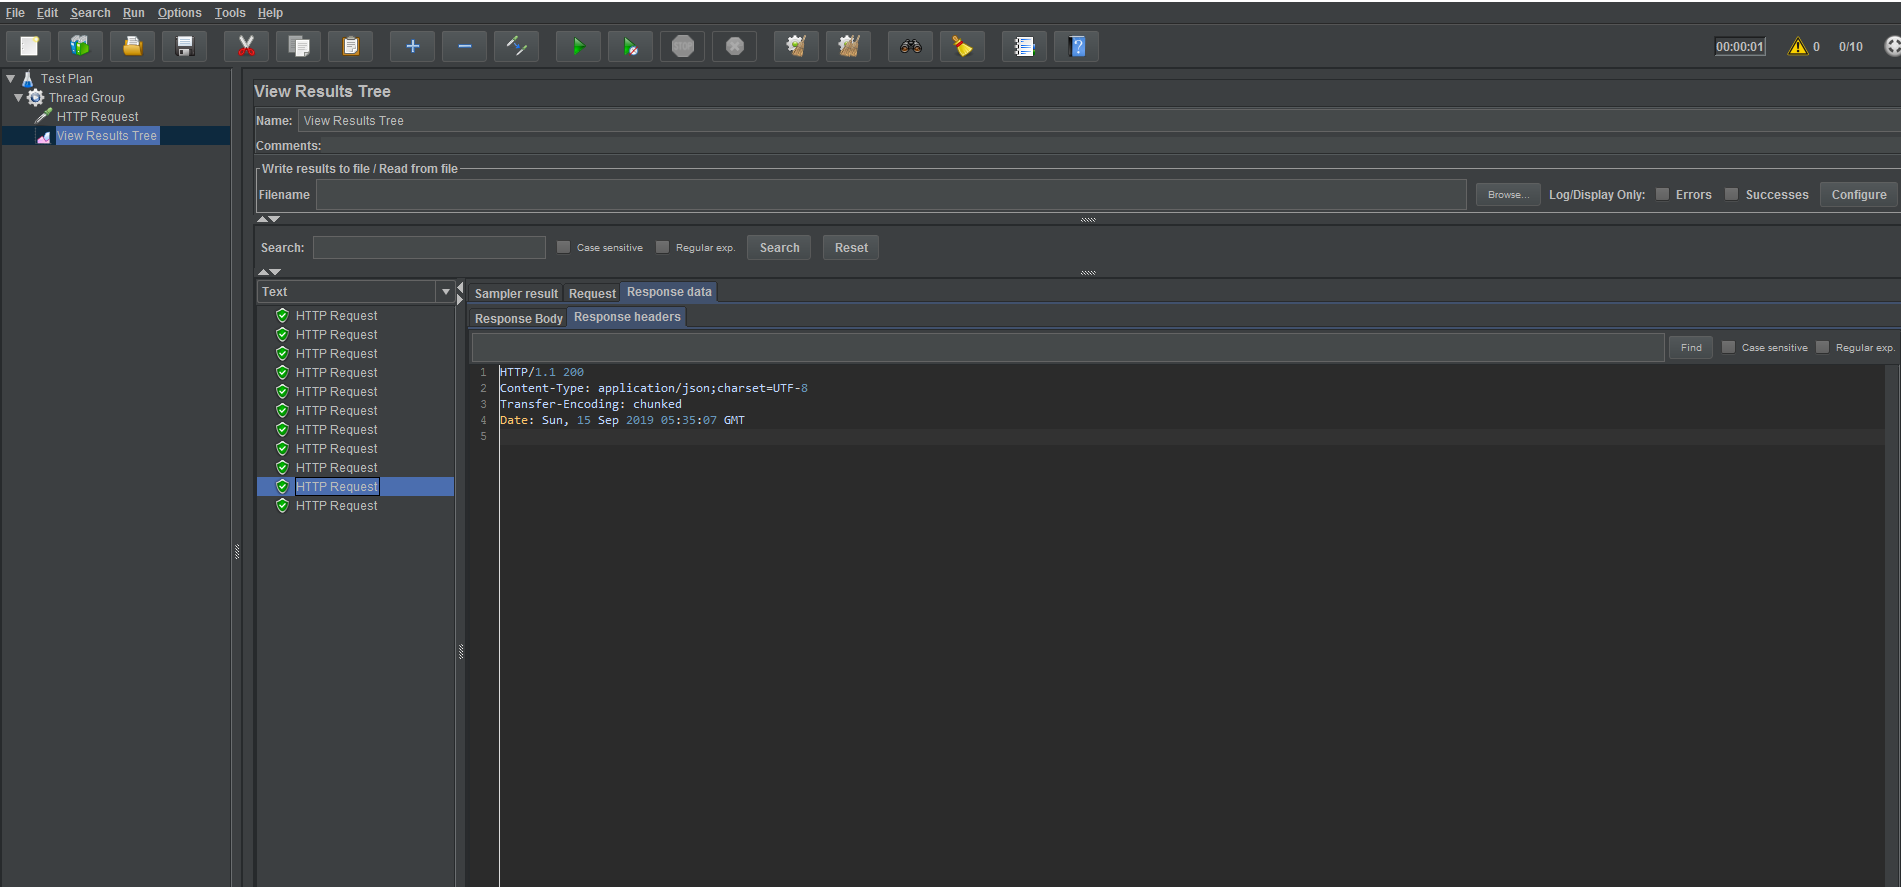 File Edit Search Run Options Tools Help
STOP
00:00:01 0 0/10
Test Plan
Thread Group
HTTP Request
View Results Tree
View Results Tree
Name: View Results Tree
Comments:
Write results to file / Read from file
Filename Browse... Log/Display Only: Errors Successes Configure
Search: Case sensitive Regular exp. Search Reset
Text
HTTP Request
HTTP Request
HTTP Request
HTTP Request
HTTP Request
HTTP Request
HTTP Request
HTTP Request
HTTP Request
HTTP Request
HTTP Request
Sampler result Request Response data
Response Body Response headers
Find Case sensitive Regular exp.
1 HTTP/1.1 200
2 Content-Type: application/json;charset=UTF-8
3 Transfer-Encoding: chunked
4 Date: Sun, 15 Sep 2019 05:35:07 GMT
5